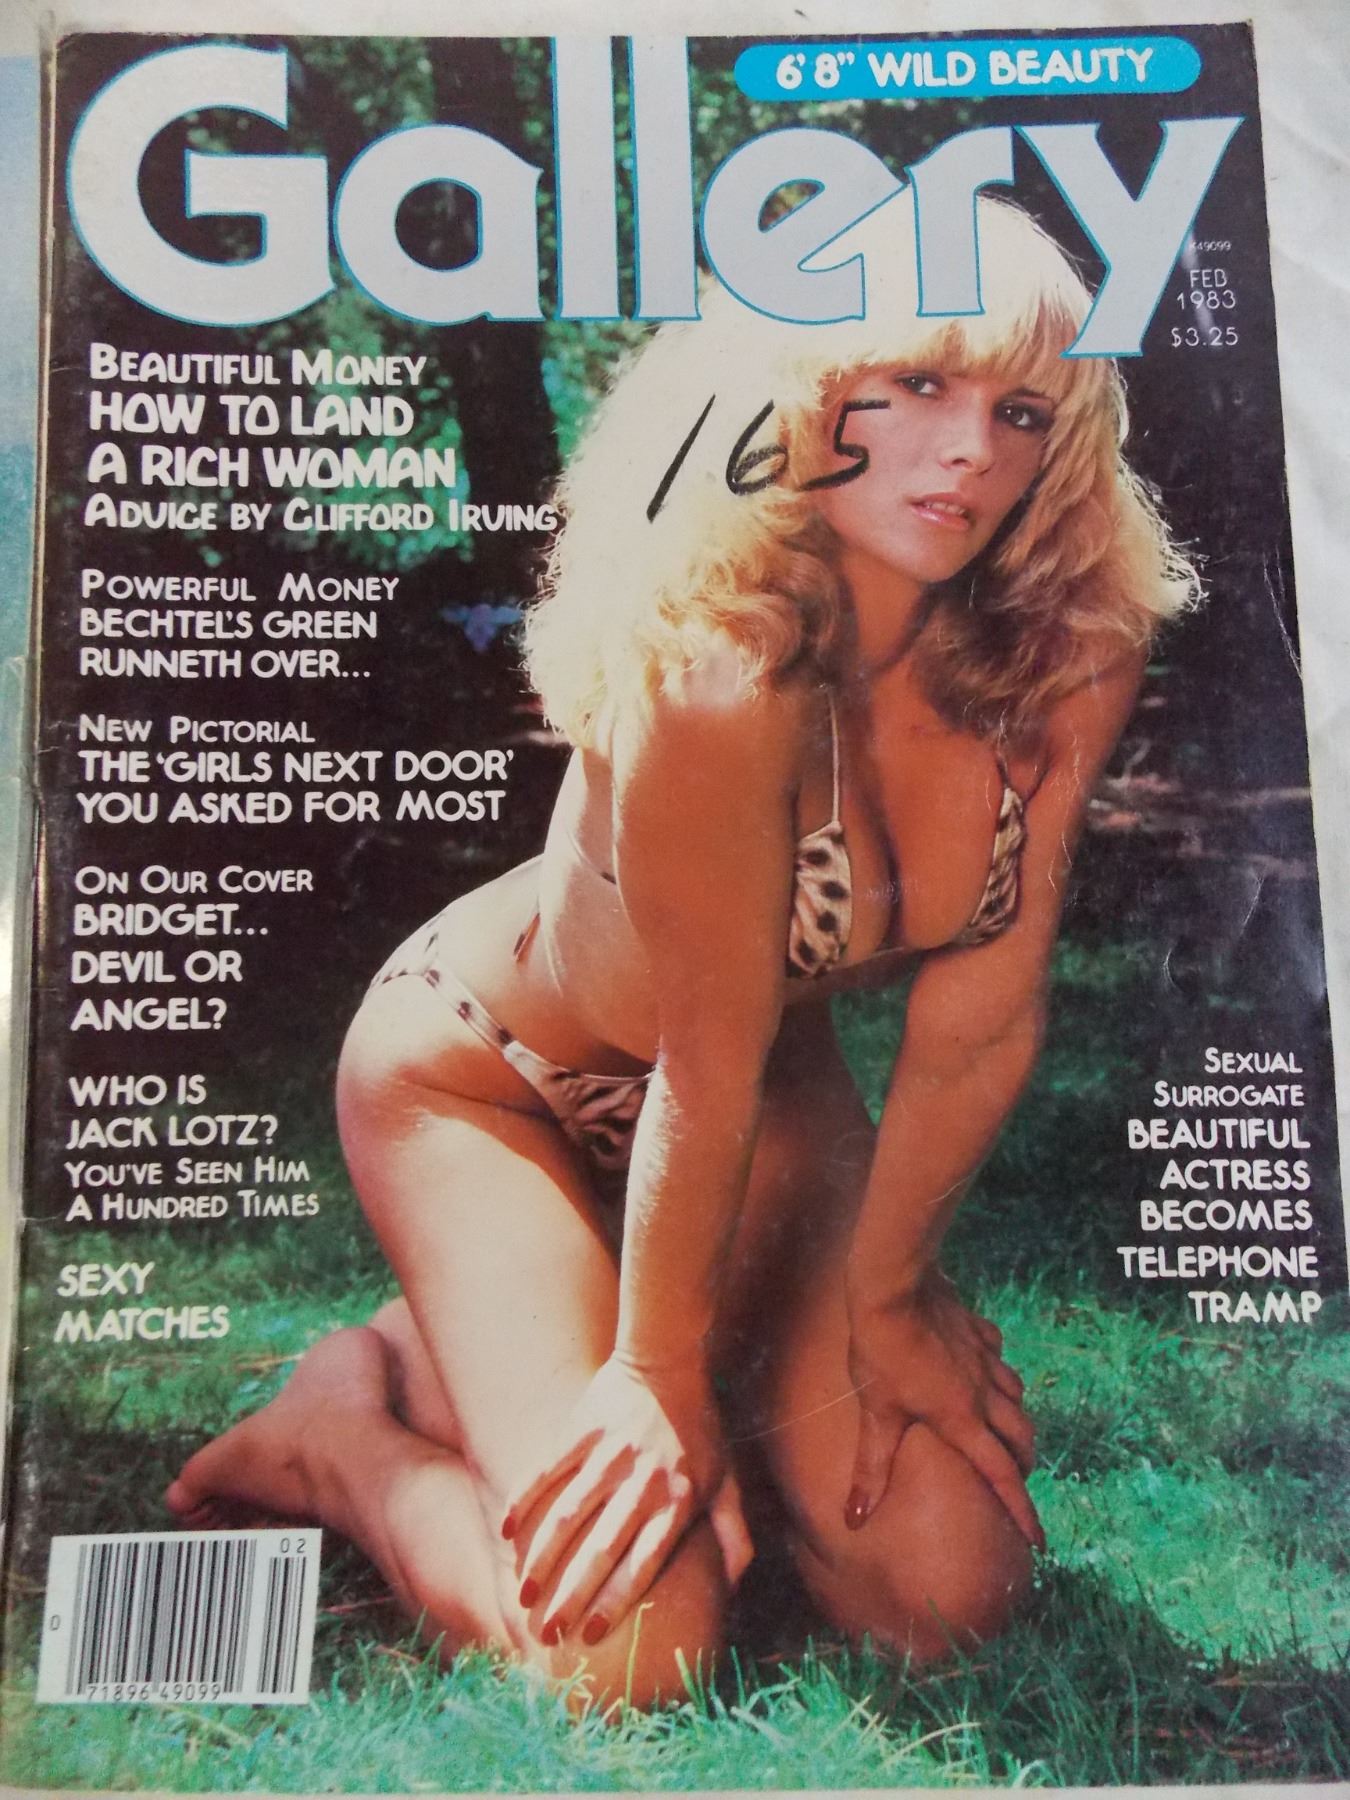 6'8" WILD BEAUTY
Gallery
K49099
FEB
1983
$3.25
BEAUTIFUL MONEY
HOW TO LAND
A RICH WOMAN
ADVICE BY CLIFFORD IRVING
165
POWERFUL MONEY
BECHTEL'S GREEN
RUNNETH OVER...
NEW PICTORIAL
THE 'GIRLS NEXT DOOR'
YOU ASKED FOR MOST
ON OUR COVER
BRIDGET...
DEVIL OR
ANGEL?
WHO IS
JACK LOTZ?
YOU'VE SEEN HIM
A HUNDRED TIMES
SEXY
MATCHES
SEXUAL
SURROGATE
BEAUTIFUL
ACTRESS
BECOMES
TELEPHONE
TRAMP
02
0
71896 49099